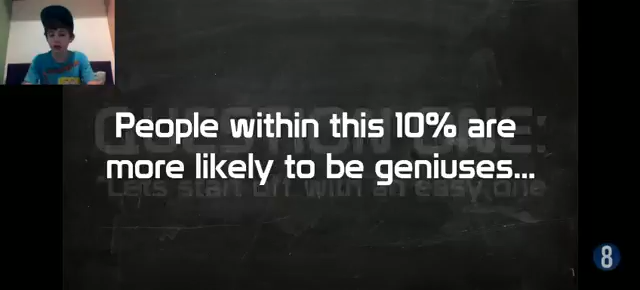 People within this 10% are
more likely to be geniuses...
QUESTION ONE:
"Lets start off with an easy one
8